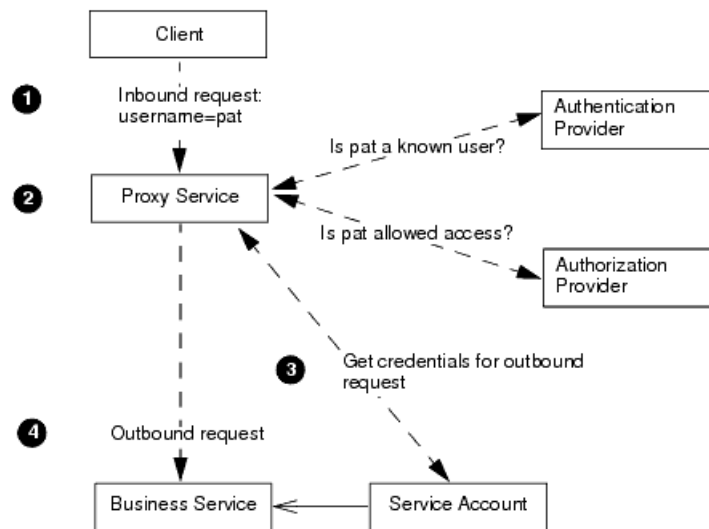 Client
1
Inbound request:
username=pat
Authentication
Provider
Is pat a known user?
2
Proxy Service
Is pat allowed access?
Authorization
Provider
3
Get credentials for outbound
request
4
Outbound request
Business Service
Service Account